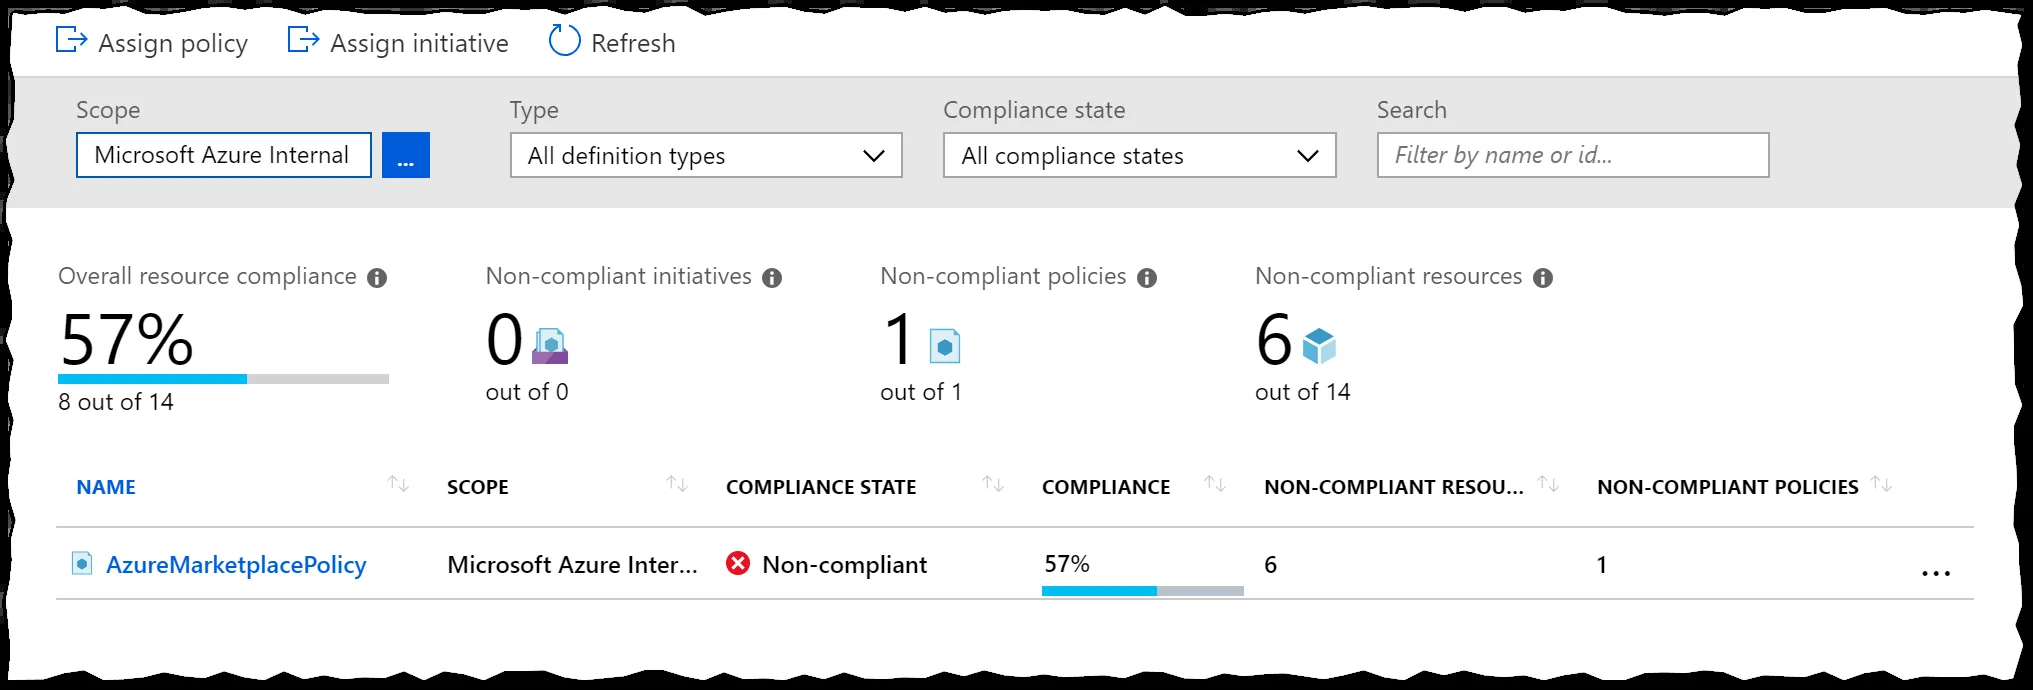 Assign policy Assign initiative Refresh
Scope Type Compliance state Search
Microsoft Azure Internal ... All definition types All compliance states Filter by name or id...
Overall resource compliance Non-compliant initiatives Non-compliant policies Non-compliant resources
57% 0 1 6
8 out of 14 out of 0 out of 1 out of 14
NAME SCOPE COMPLIANCE STATE COMPLIANCE NON-COMPLIANT RESOU... NON-COMPLIANT POLICIES
AzureMarketplacePolicy Microsoft Azure Inter... Non-compliant 57% 6 1 ...